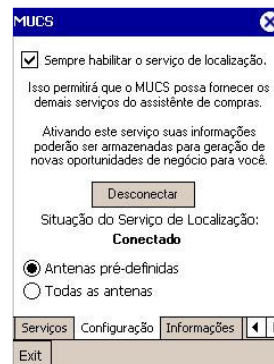 MUCS
Sempre habilitar o serviço de localização.
Isso permitirá que o MUCS possa fornecer os
demais serviços do assistênte de compras.
Ativando este serviço suas informações
poderão ser armazenadas para geração de
novas oportunidades de negócio para você.
Desconectar
Situação do Serviço de Localização:
Conectado
Antenas pré-definidas
Todas as antenas
Serviços Configuração Informações
Exit